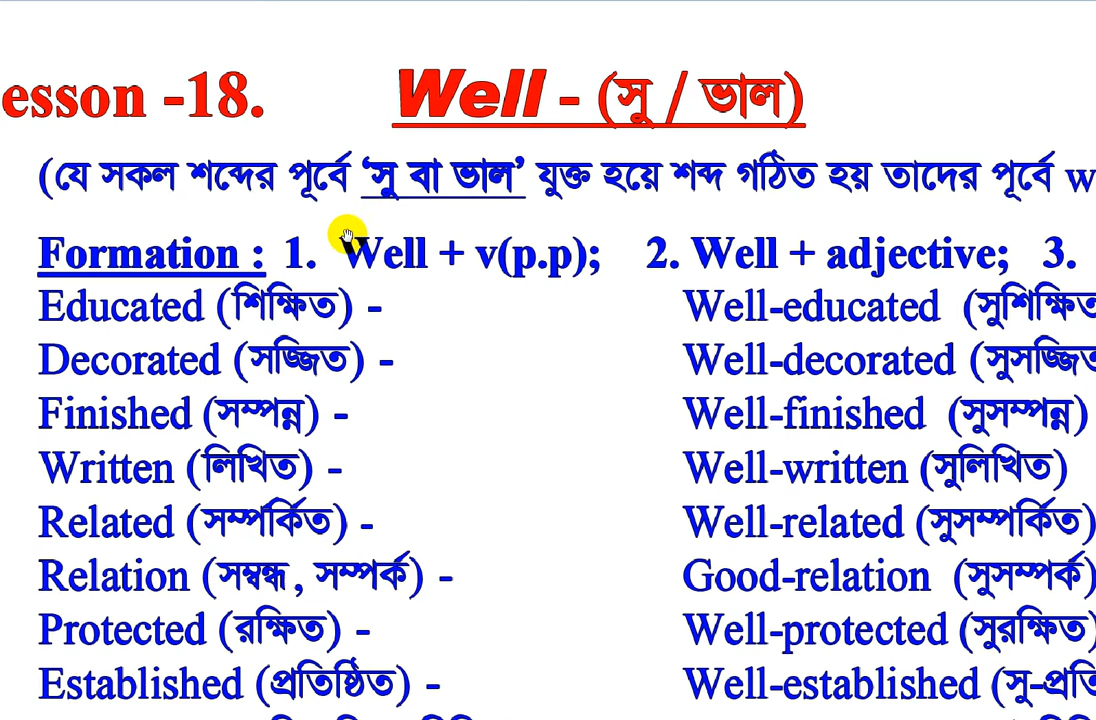 esson -18. Well - (সু / ভাল)
(যে সকল শব্দের পূর্বে ‘সু বা ভাল’ যুক্ত হয়ে শব্দ গঠিত হয় তাদের পূর্বে w
Formation : 1. Well + v(p.p); 2. Well + adjective; 3.
Educated (শিক্ষিত) - Well-educated (সুশিক্ষিত
Decorated (সজ্জিত) - Well-decorated (সুসজ্জিত
Finished (সম্পন্ন) - Well-finished (সুসম্পন্ন)
Written (লিখিত) - Well-written (সুলিখিত)
Related (সম্পর্কিত) - Well-related (সুসম্পর্কিত)
Relation (সম্বন্ধ, সম্পর্ক) - Good-relation (সুসম্পর্ক)
Protected (রক্ষিত) - Well-protected (সুরক্ষিত)
Established (প্রতিষ্ঠিত) - Well-established (সু-প্রতি